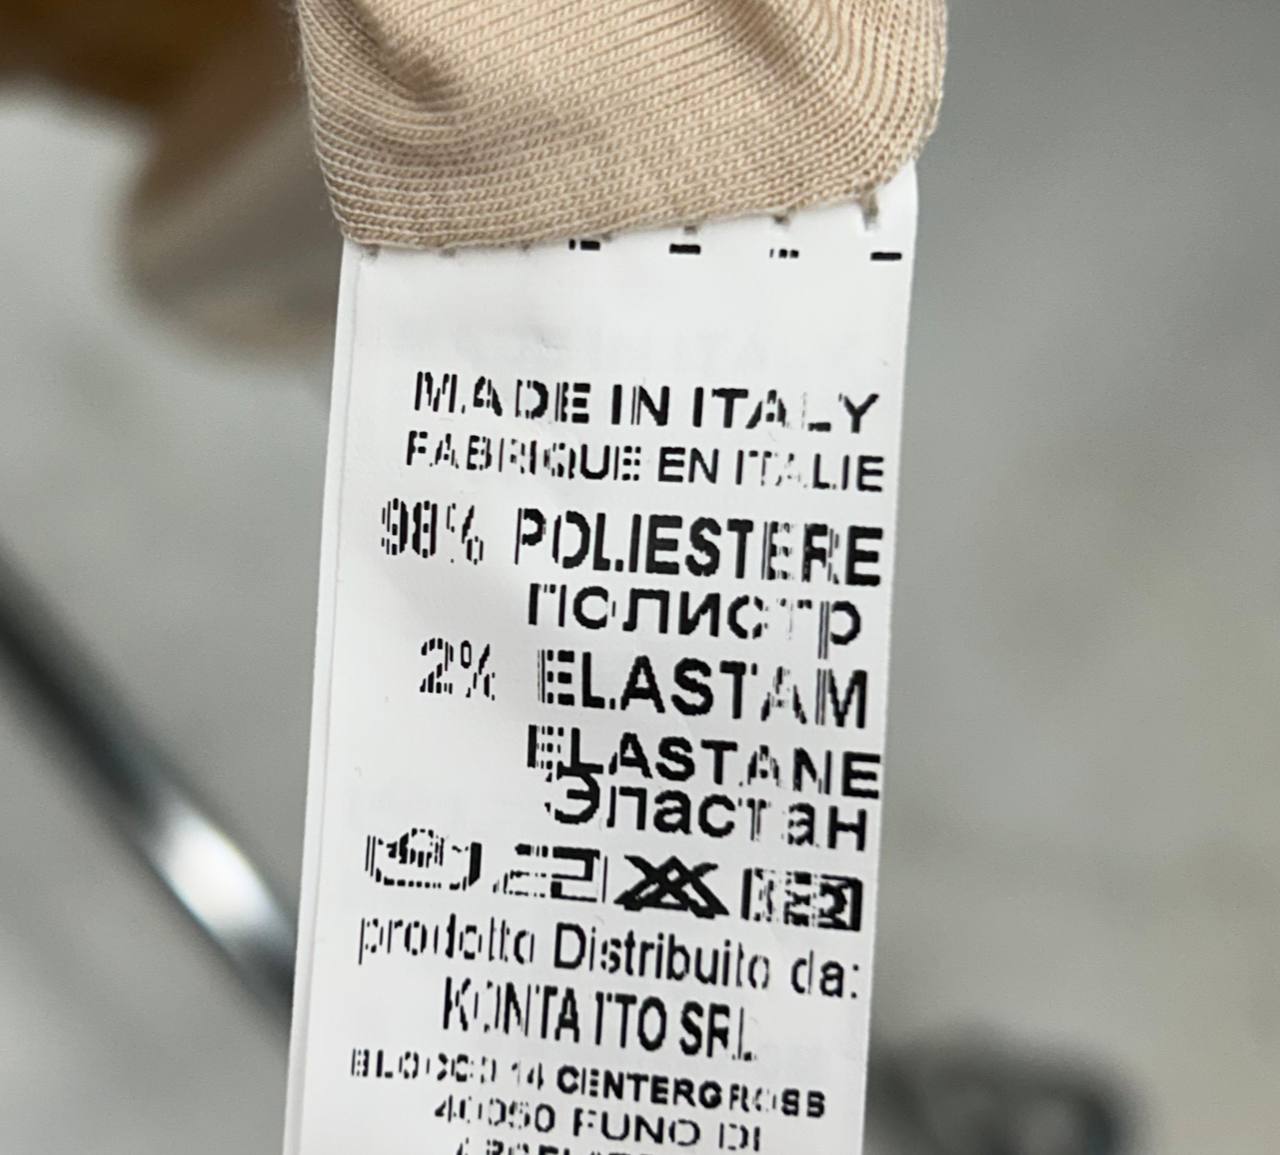 MADE IN ITALY
FABRIQUE EN ITALIE
98% POLIESTERE
полистр
2% ELASTAM
ELASTANE
Эластан
prodotto Distribuito da:
KONTATTO SRL
BLOCCO 14 CENTERGROSS
40050 FUNO DI